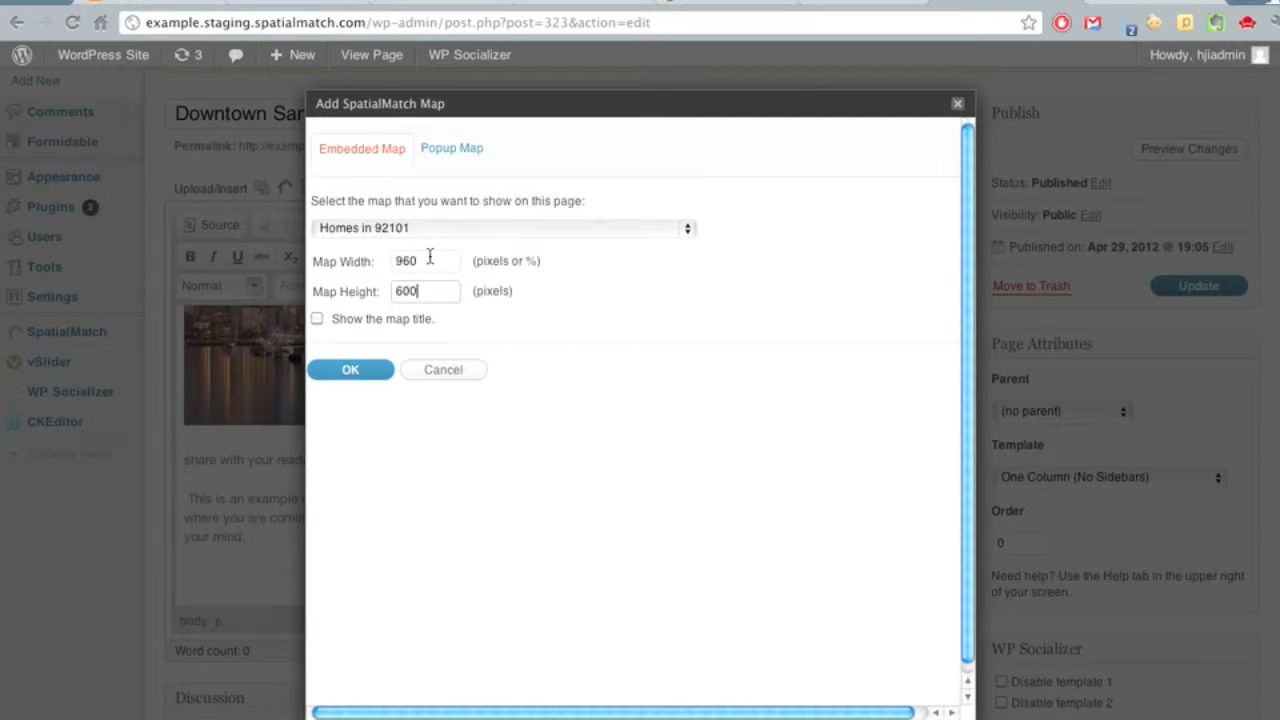 example.staging.spatialmatch.com/wp-admin/post.php?post=323&action=edit
2
WordPress Site 3 New View Page WP Socializer Howdy, hjiadmin
Add New
Comments
Formidable
Appearance
Plugins 2
Users
Tools
Settings
SpatialMatch
vSlider
WP Socializer
CKEditor
Downtown San
Permalink: http://examp
Upload/Insert
Source
B I U abc X2
Normal
share with your read
This is an example
where you are comin
your mind.
body p
Word count: 0
Discussion
Add SpatialMatch Map
Embedded Map Popup Map
Select the map that you want to show on this page:
Homes in 92101
Map Width: 960 (pixels or %)
Map Height: 600 (pixels)
Show the map title.
OK Cancel
Publish
Preview Changes
Status: Published Edit
Visibility: Public Edit
Published on: Apr 29, 2012 @ 19:05 Edit
Move to Trash Update
Page Attributes
Parent
(no parent)
Template
One Column (No Sidebars)
Order
0
Need help? Use the Help tab in the upper right
of your screen.
WP Socializer
Disable template 1
Disable template 2